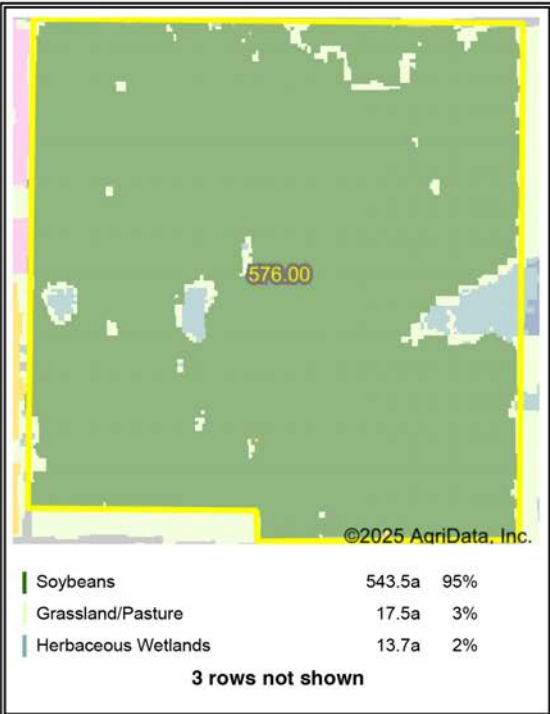 576.00
©2025 AgriData, Inc.
Soybeans 543.5a 95%
Grassland/Pasture 17.5a 3%
Herbaceous Wetlands 13.7a 2%
3 rows not shown